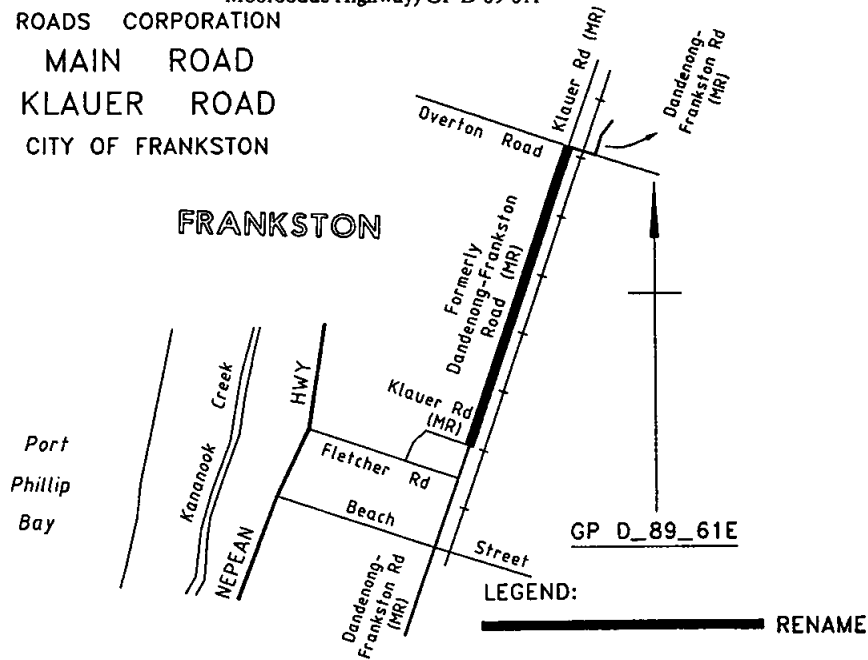 ROADS CORPORATION
MAIN ROAD
KLAUER ROAD
CITY OF FRANKSTON
FRANKSTON
Overton Road
Klauer Rd (MR)
Dandenong-
Frankston Rd
(MR)
Formerly
Dandenong-Frankston
Road (MR)
Klauer Rd
(MR)
HWY
NEPEAN
Kananook Creek
Port
Phillip
Bay
Fletcher Rd
Beach Street
Dandenong-
Frankston Rd
(MR)
GP D_89_61E
LEGEND:
RENAME